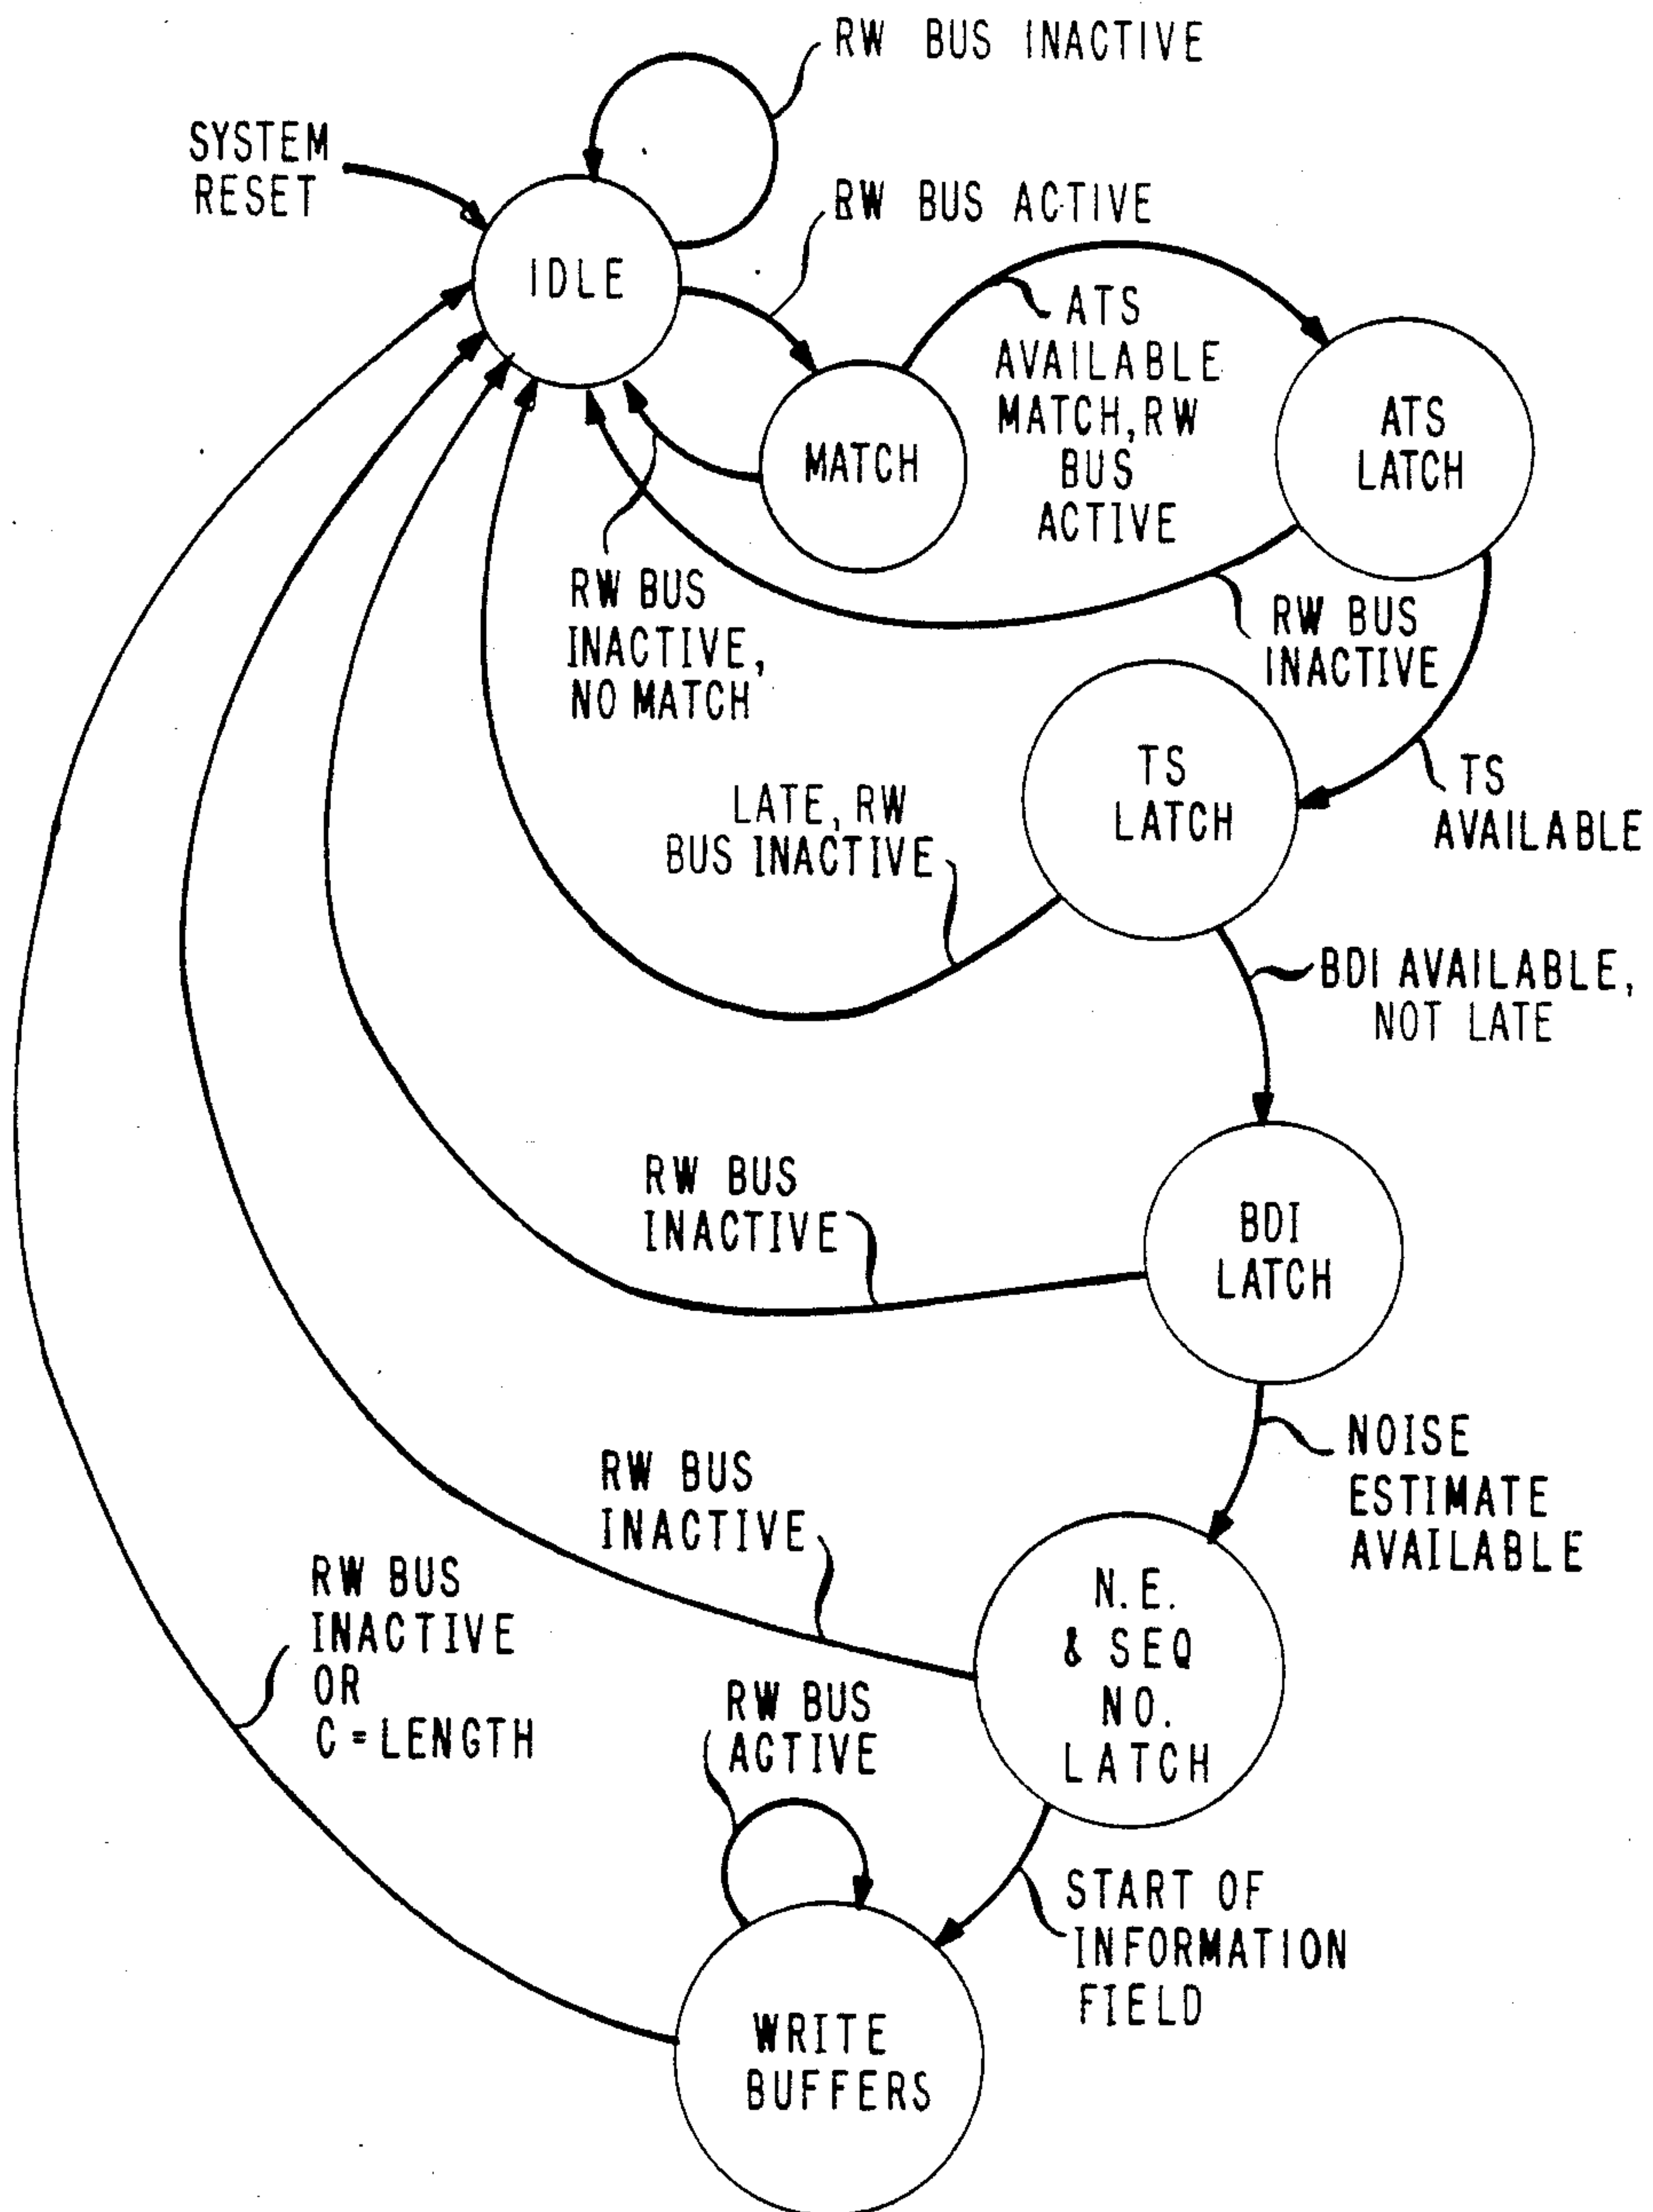 RW BUS INACTIVE
SYSTEM
RESET
RW BUS ACTIVE
IDLE
ATS
AVAILABLE
MATCH, RW
BUS
ACTIVE
MATCH
ATS
LATCH
RW BUS
INACTIVE,
NO MATCH
RW BUS
INACTIVE
TS
LATCH
TS
AVAILABLE
LATE, RW
BUS INACTIVE
BDI AVAILABLE,
NOT LATE
RW BUS
INACTIVE
BDI
LATCH
NOISE
ESTIMATE
AVAILABLE
RW BUS
INACTIVE
N.E.
& SEQ
NO.
LATCH
RW BUS
INACTIVE
OR
C = LENGTH
RW BUS
ACTIVE
START OF
INFORMATION
FIELD
WRITE
BUFFERS